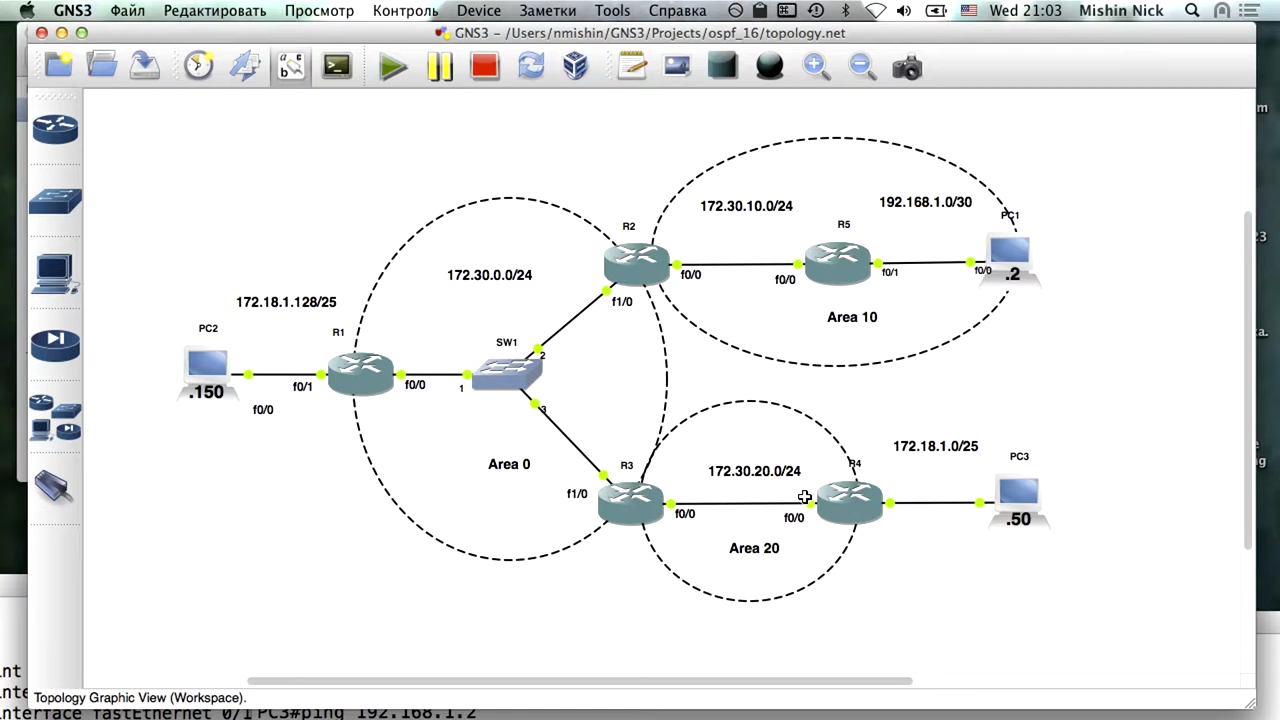 GNS3 Файл Редактировать Просмотр Контроль Device Заметки Tools Справка Wed 21:03 Mishin Nick
GNS3 – /Users/nmishin/GNS3/Projects/ospf_16/topology.net
172.30.10.0/24
192.168.1.0/30
R2
R5
PC1
172.30.0.0/24
f0/0
f0/0
f0/1
f0/0
.2
172.18.1.128/25
f1/0
Area 10
PC2
R1
SW1
2
.150
f0/1
f0/0
1
f0/0
3
172.18.1.0/25
Area 0
R3
172.30.20.0/24
R4
PC3
f1/0
f0/0
f0/0
.50
Area 20
Topology Graphic View (Workspace).
interface fastEthernet 0/1 PC3#ping 192.168.1.2